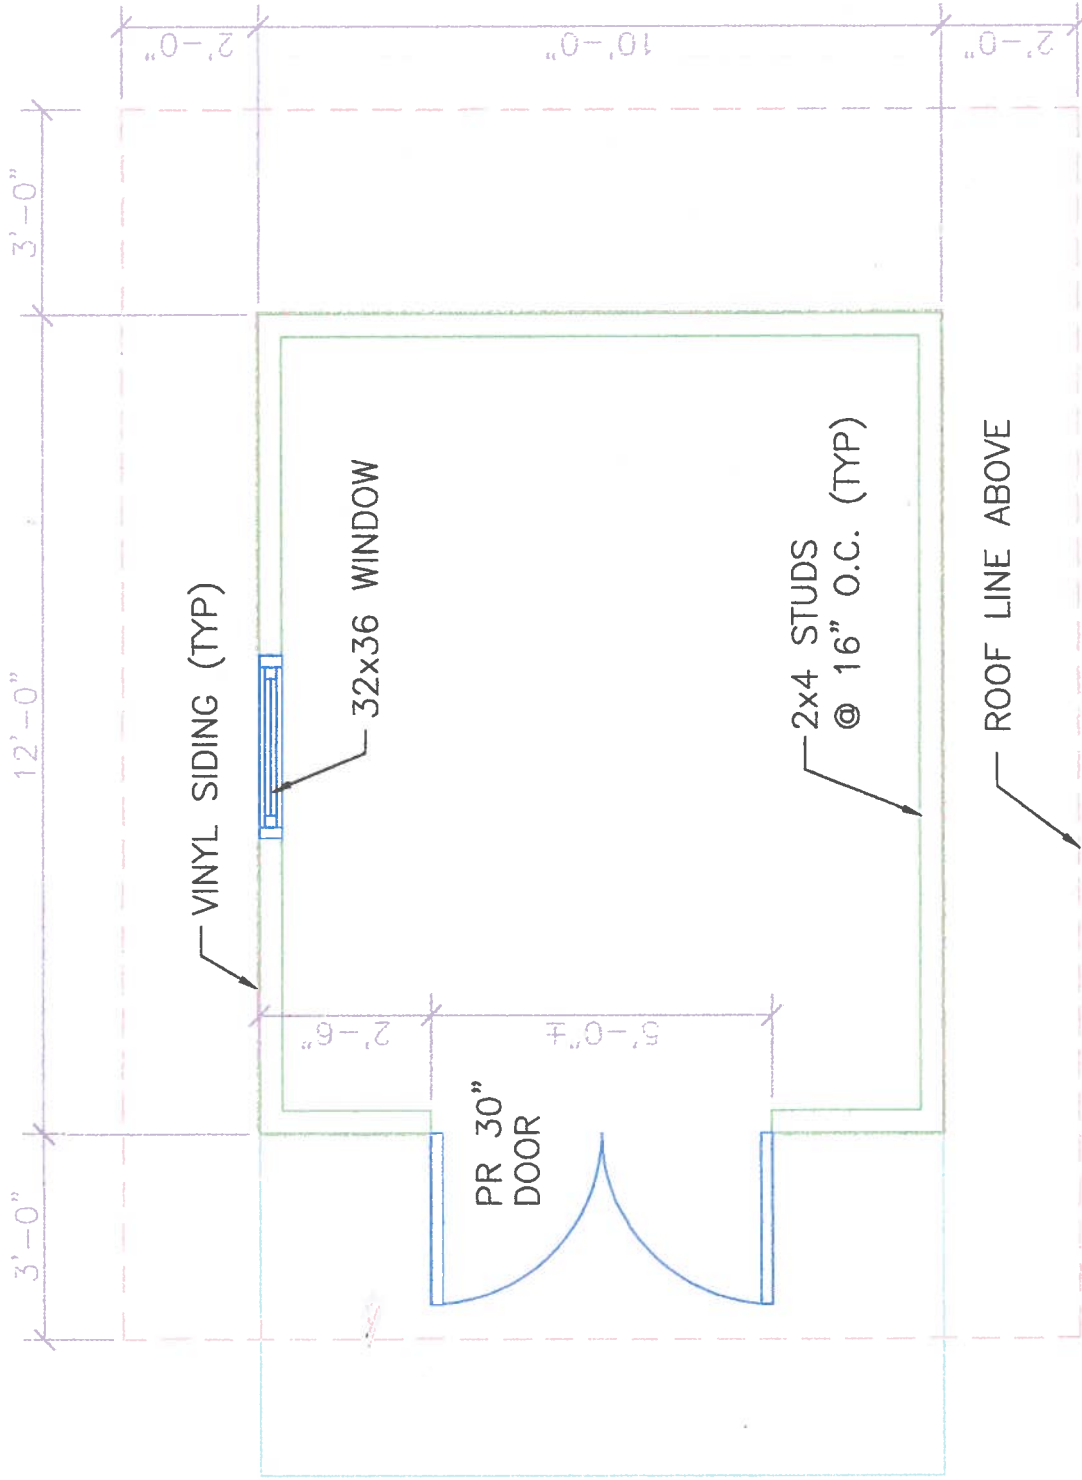 3'-0"
12'-0"
3'-0"
2'-0"
10'-0"
2'-0"
VINYL SIDING (TYP)
32x36 WINDOW
2'-6"
5'-0"±
PR 30"
DOOR
2x4 STUDS
@ 16" O.C. (TYP)
ROOF LINE ABOVE